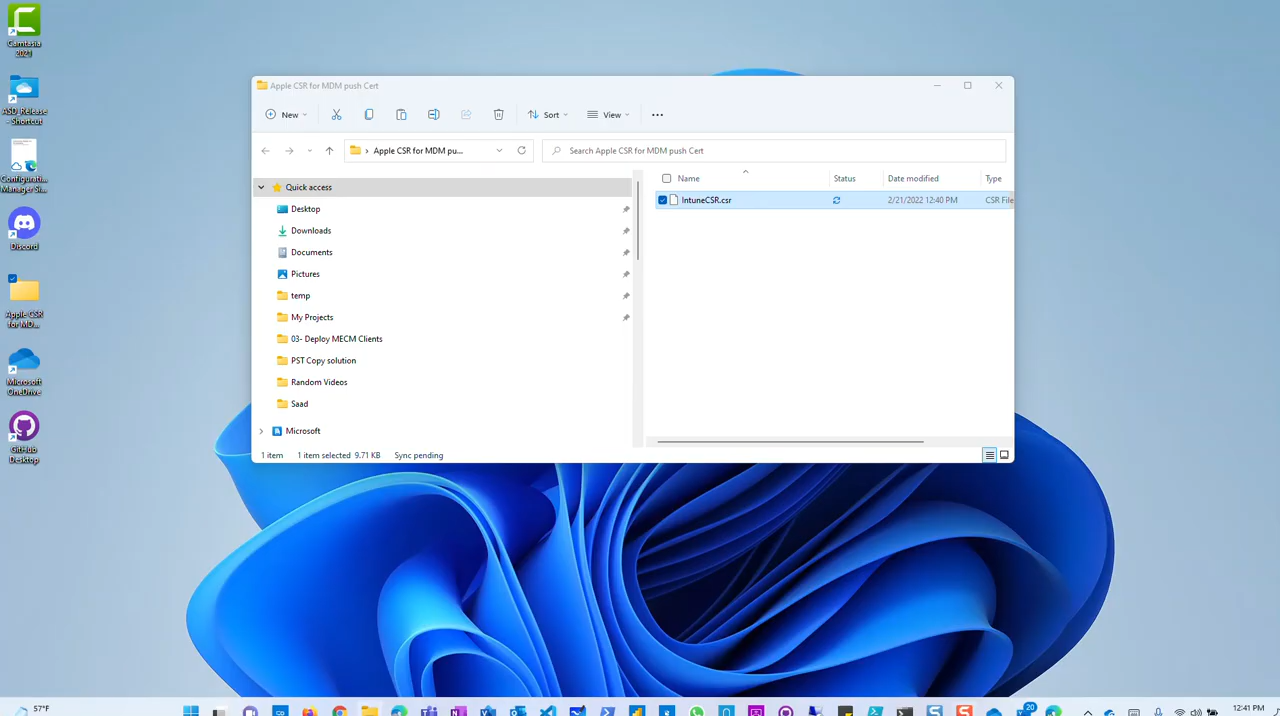 Camtasia
2021
ASD_Release
- Shortcut
Configurati...
Manager Si...
Discord
Apple CSR
for MD...
Microsoft
OneDrive
GitHub
Desktop
Apple CSR for MDM push Cert
New
Sort
View
Apple CSR for MDM pu...
Search Apple CSR for MDM push Cert
Quick access
Desktop
Downloads
Documents
Pictures
temp
My Projects
03- Deploy MECM Clients
PST Copy solution
Random Videos
Saad
Microsoft
Name Status Date modified Type
IntuneCSR.csr 2/21/2022 12:40 PM CSR File
1 item 1 item selected 9.71 KB Sync pending
57°F
20
12:41 PM